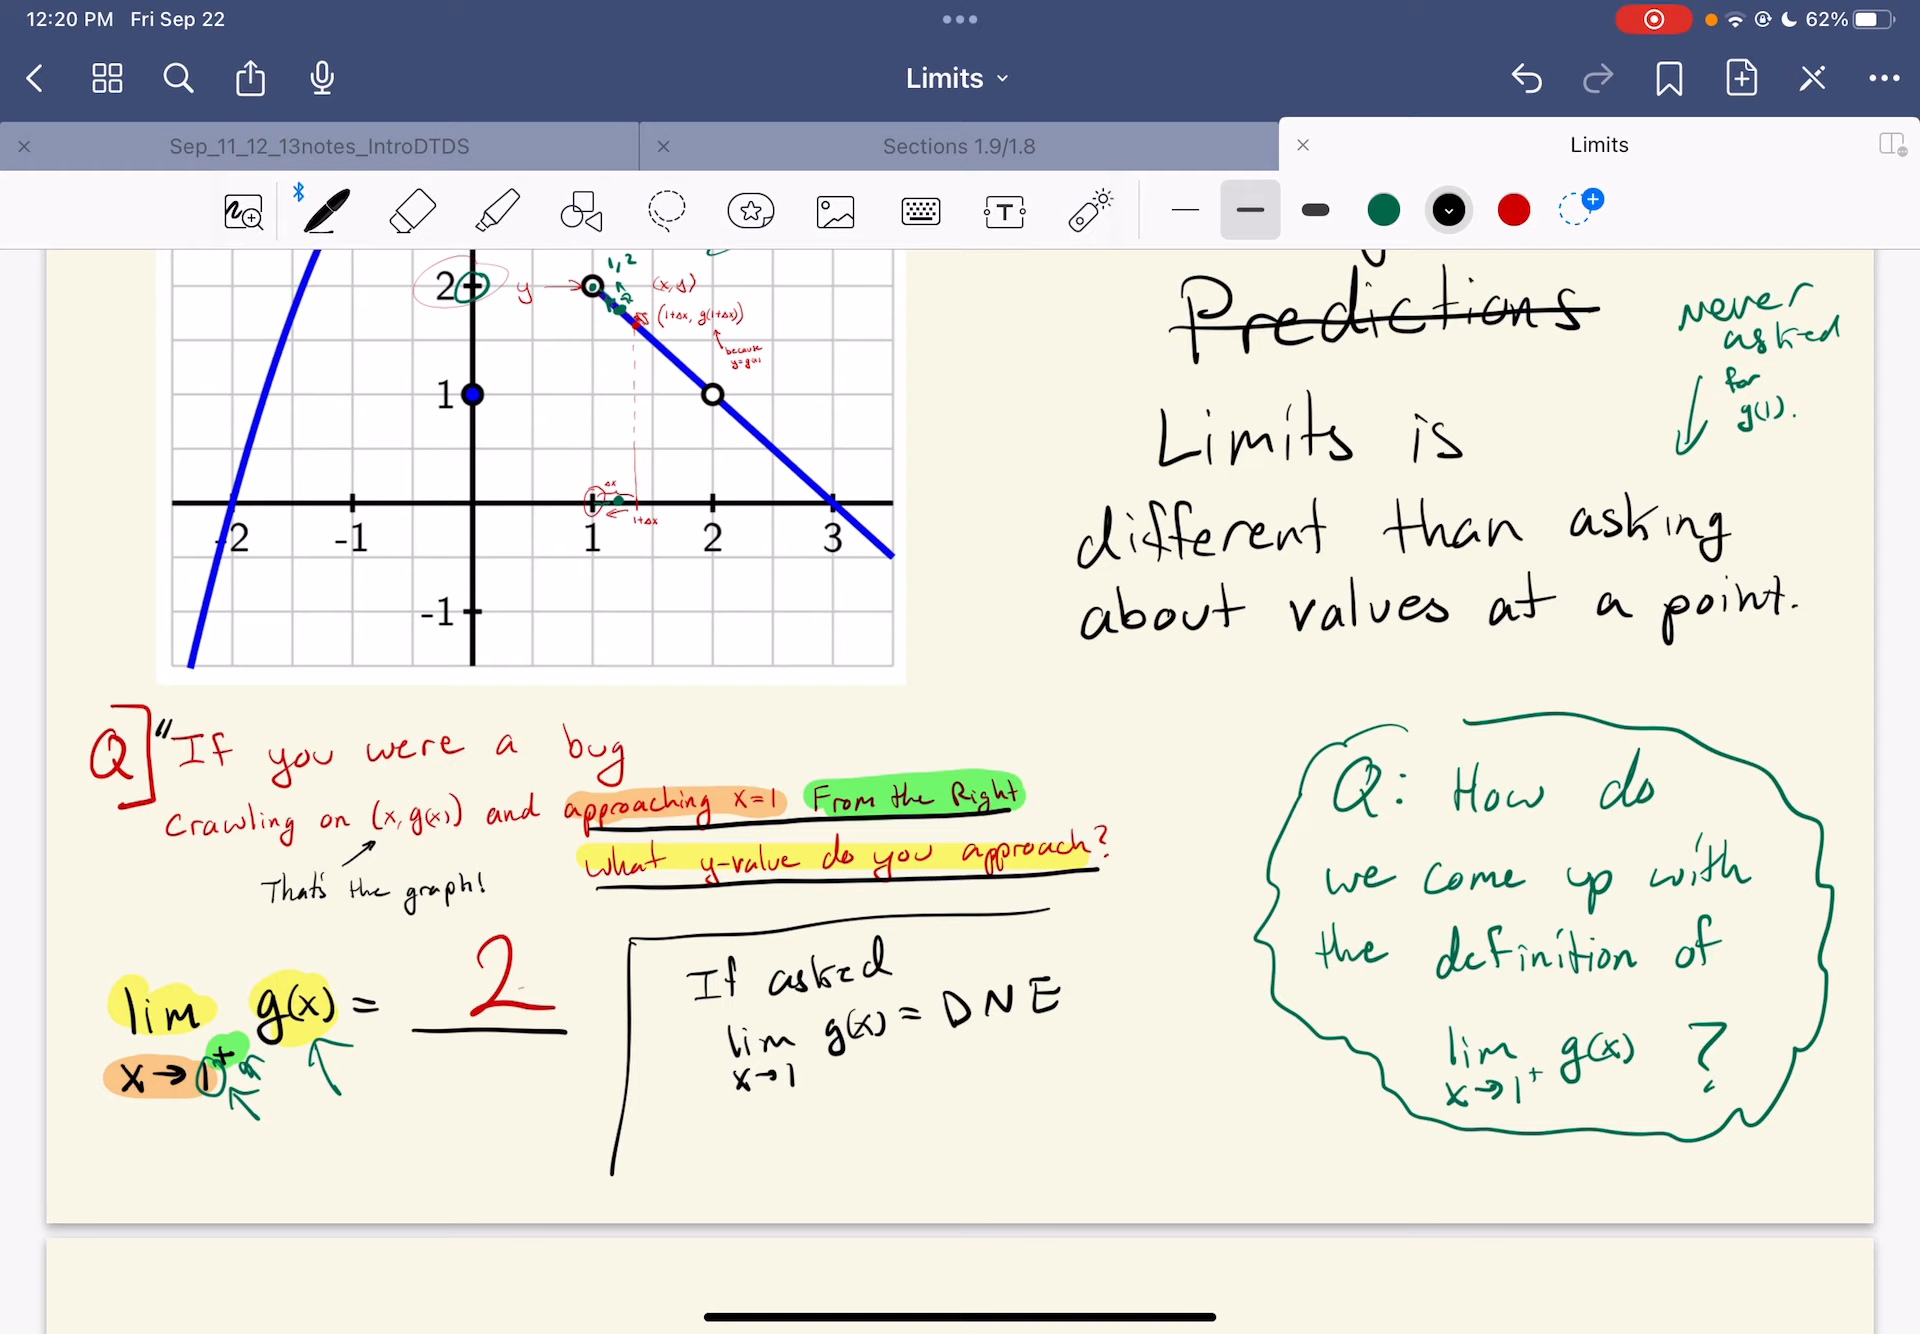 12:20 PM Fri Sep 22
62%
Limits
Sep_11_12_13notes_IntroDTDS
Sections 1.9/1.8
Limits
T
1,2
2
y
(x,y)
(1+Δx, g(1+Δx))
because
y=g(x)
1
Δx
1+Δx
-2 -1 1 2 3
-1
Predictions
Never
asked
for
g(1).
Limits is
different than asking
about values at a point.
Q] "If you were a bug
crawling on (x, g(x)) and approaching x=1 From the Right
What y-value do you approach?
That's the graph!
lim g(x) = 2
x→1+
If asked
lim g(x) = DNE
x→1
Q: How do
we come up with
the definition of
lim g(x) ?
x→1+